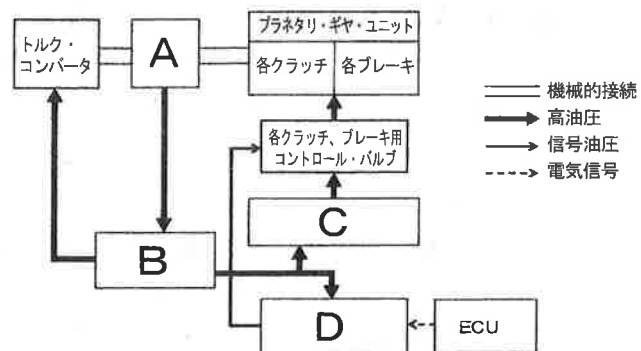 プラネタリ・ギヤ・ユニット
トルク・
コンバータ
A
各クラッチ
各ブレーキ
機械的接続
高油圧
信号油圧
電気信号
各クラッチ、ブレーキ用
コントロール・バルブ
C
B
D
ECU